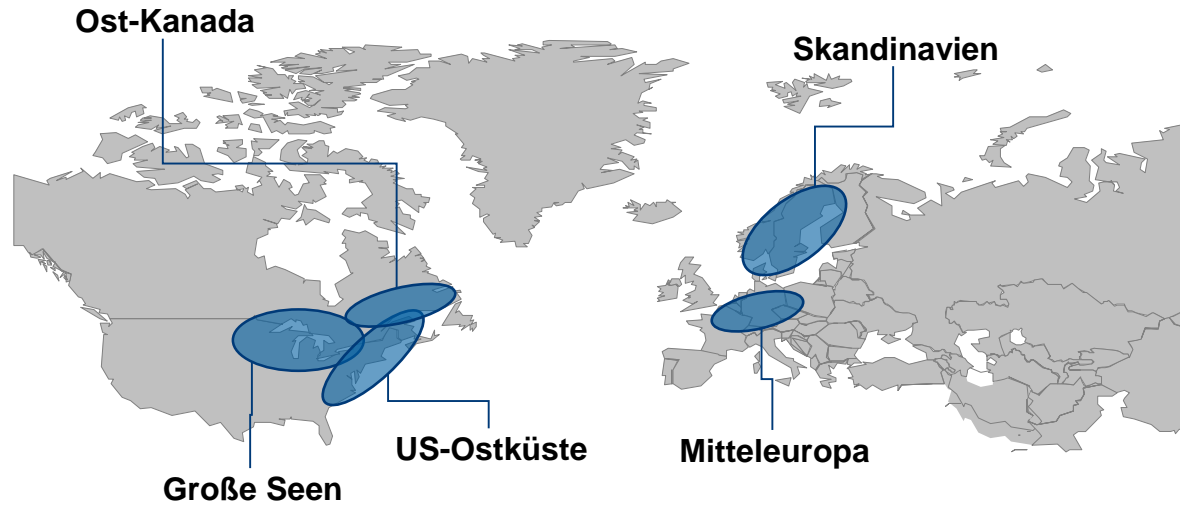 Ost-Kanada
Skandinavien
US-Ostküste
Mitteleuropa
Große Seen